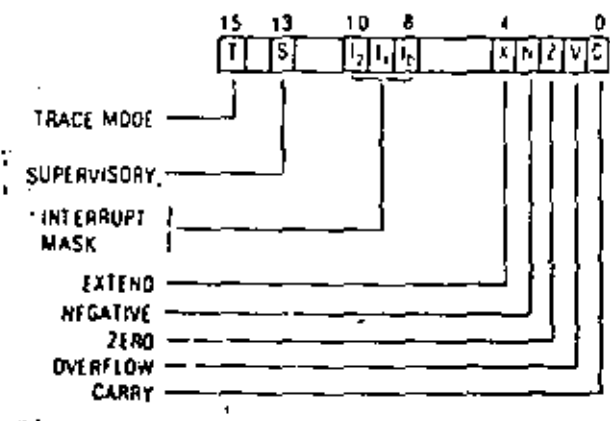 15 13 10 8 4 0
T S I₂ I₁ I₀ X N Z V C
TRACE MODE
SUPERVISORY
INTERRUPT
MASK
EXTEND
NEGATIVE
ZERO
OVERFLOW
CARRY